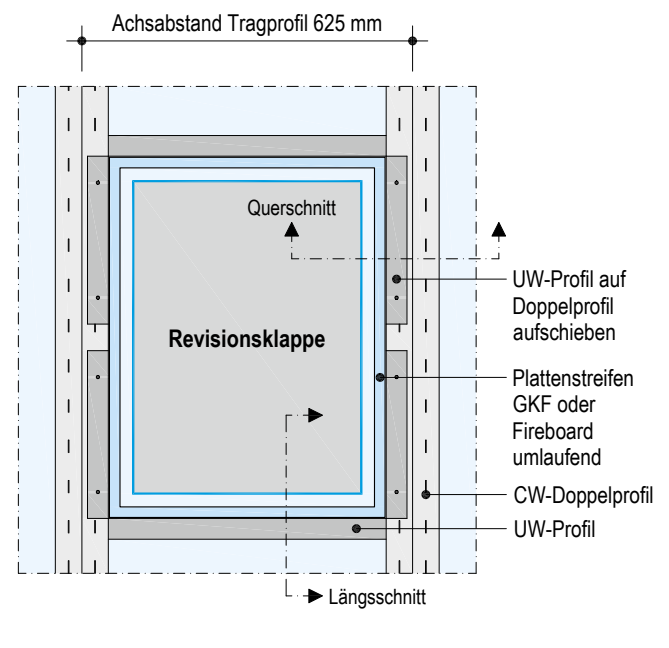 Achsabstand Tragprofil 625 mm
Querschnitt
UW-Profil auf
Doppelprofil
aufschieben
Revisionsklappe
Plattenstreifen
GKF oder
Fireboard
umlaufend
CW-Doppelprofil
UW-Profil
Längsschnitt